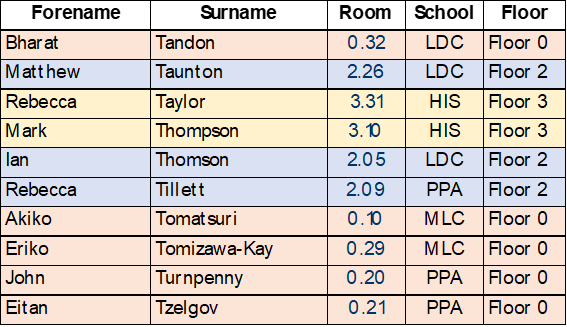 Forename Surname Room School Floor
Bharat Tandon 0.32 LDC Floor 0
Matthew Taunton 2.26 LDC Floor 2
Rebecca Taylor 3.31 HIS Floor 3
Mark Thompson 3.10 HIS Floor 3
Ian Thomson 2.05 LDC Floor 2
Rebecca Tillett 2.09 PPA Floor 2
Akiko Tomatsuri 0.10 MLC Floor 0
Eriko Tomizawa-Kay 0.29 MLC Floor 0
John Turnpenny 0.20 PPA Floor 0
Eitan Tzelgov 0.21 PPA Floor 0